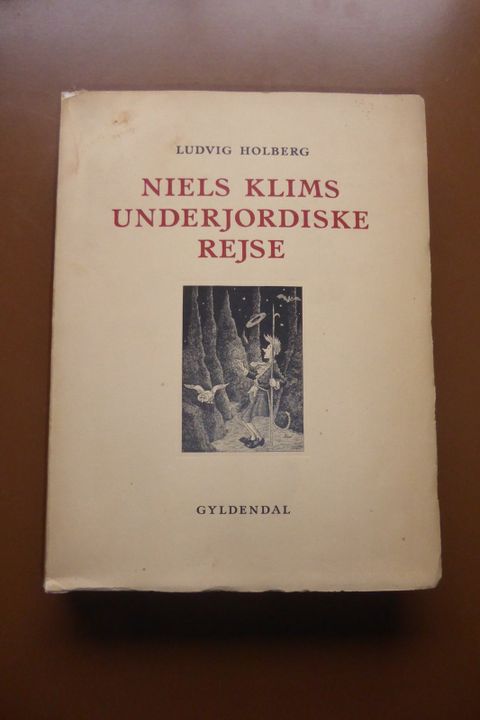 LUDVIG HOLBERG
NIELS KLIMS
UNDERJORDISKE
REJSE
GYLDENDAL